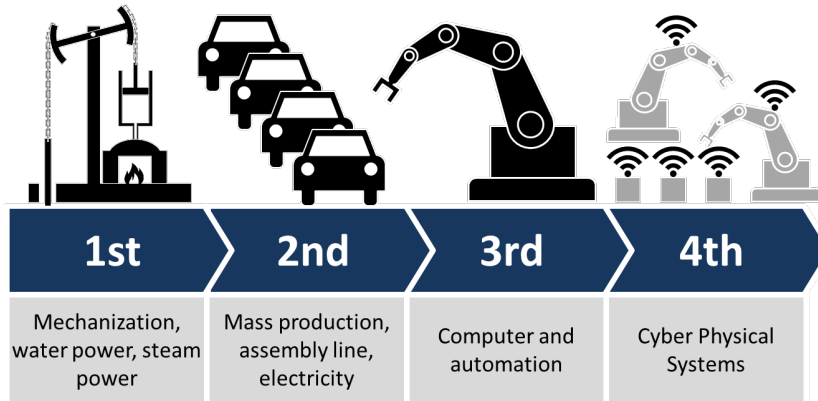 1st
2nd
3rd
4th
Mechanization,
water power, steam
power
Mass production,
assembly line,
electricity
Computer and
automation
Cyber Physical
Systems